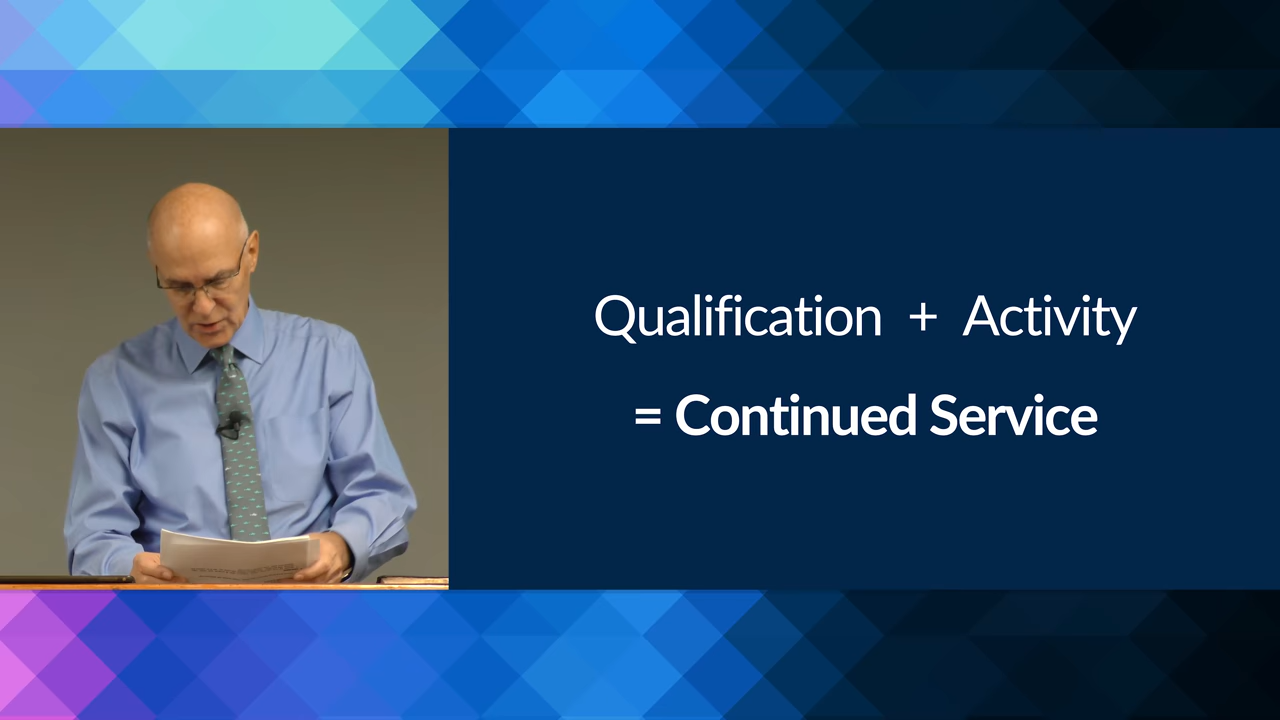 Qualification + Activity
= Continued Service